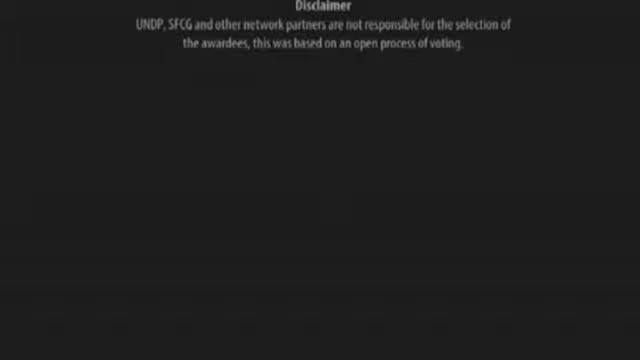 Disclaimer
UNDP, SFCG and other network partners are not responsible for the selection of
the awardees, this was based on an open process of voting.